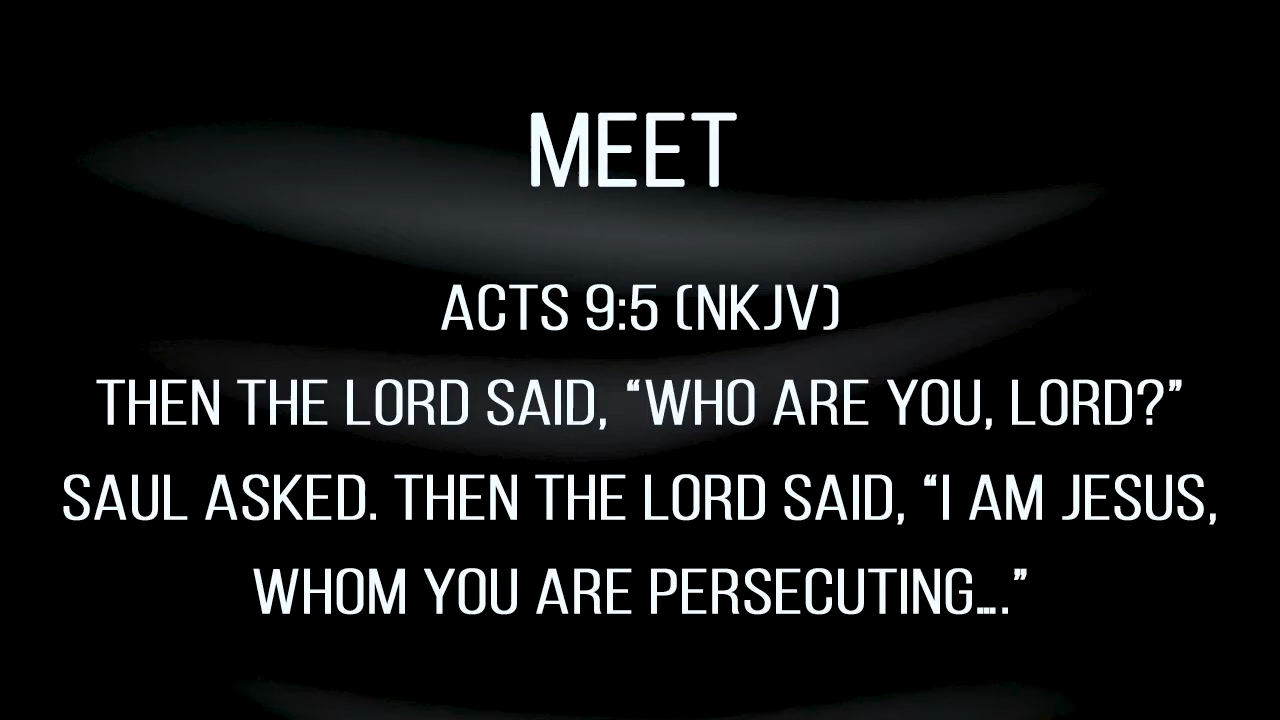 MEET
ACTS 9:5 (NKJV)
THEN THE LORD SAID, “WHO ARE YOU, LORD?”
SAUL ASKED. THEN THE LORD SAID, “I AM JESUS,
WHOM YOU ARE PERSECUTING….”